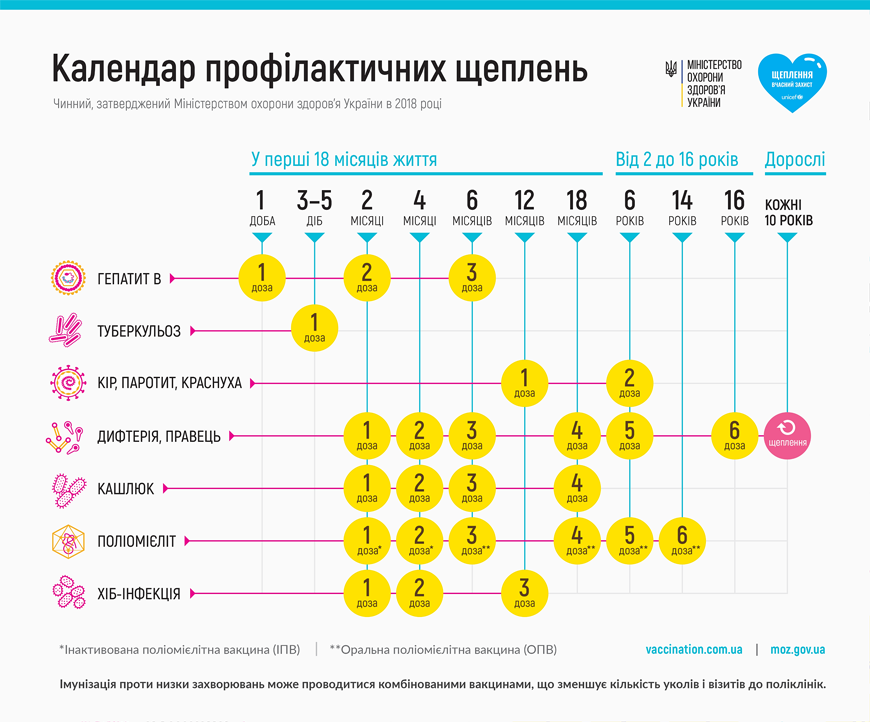 Календар профілактичних щеплень
Чинний, затверджений Міністерством охорони здоров'я України в 2018 році
МІНІСТЕРСТВО
ОХОРОНИ
ЗДОРОВ'Я
УКРАЇНИ
ЩЕПЛЕННЯ
ВЧАСНИЙ ЗАХИСТ
unicef
У перші 18 місяців життя
Від 2 до 16 років
Дорослі
1 3–5 2 4 6 12 18 6 14 16 КОЖНІ
ДОБА ДІБ МІСЯЦІ МІСЯЦІ МІСЯЦІВ МІСЯЦІВ МІСЯЦІВ РОКІВ РОКІВ РОКІВ 10 РОКІВ
ГЕПАТИТ В 1 доза 2 доза 3 доза
ТУБЕРКУЛЬОЗ 1 доза
КІР, ПАРОТИТ, КРАСНУХА 1 доза 2 доза
ДИФТЕРІЯ, ПРАВЕЦЬ 1 доза 2 доза 3 доза 4 доза 5 доза 6 доза щеплення
КАШЛЮК 1 доза 2 доза 3 доза 4 доза
ПОЛІОМІЄЛІТ 1 доза* 2 доза* 3 доза** 4 доза** 5 доза** 6 доза**
ХІБ-ІНФЕКЦІЯ 1 доза 2 доза 3 доза
*Інактивована поліомієлітна вакцина (ІПВ) | **Оральна поліомієлітна вакцина (ОПВ)
vaccination.com.ua | moz.gov.ua
Імунізація проти низки захворювань може проводитися комбінованими вакцинами, що зменшує кількість уколів і візитів до поліклінік.